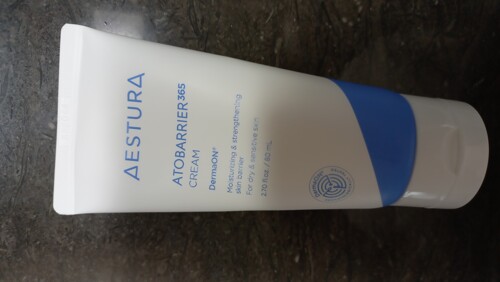 AESTURA
ATOBARRIER365
CREAM
DermaON®
Moisturizing & strengthening
skin barrier
For dry & sensitive skin
2.70 fl.oz / 80 mL